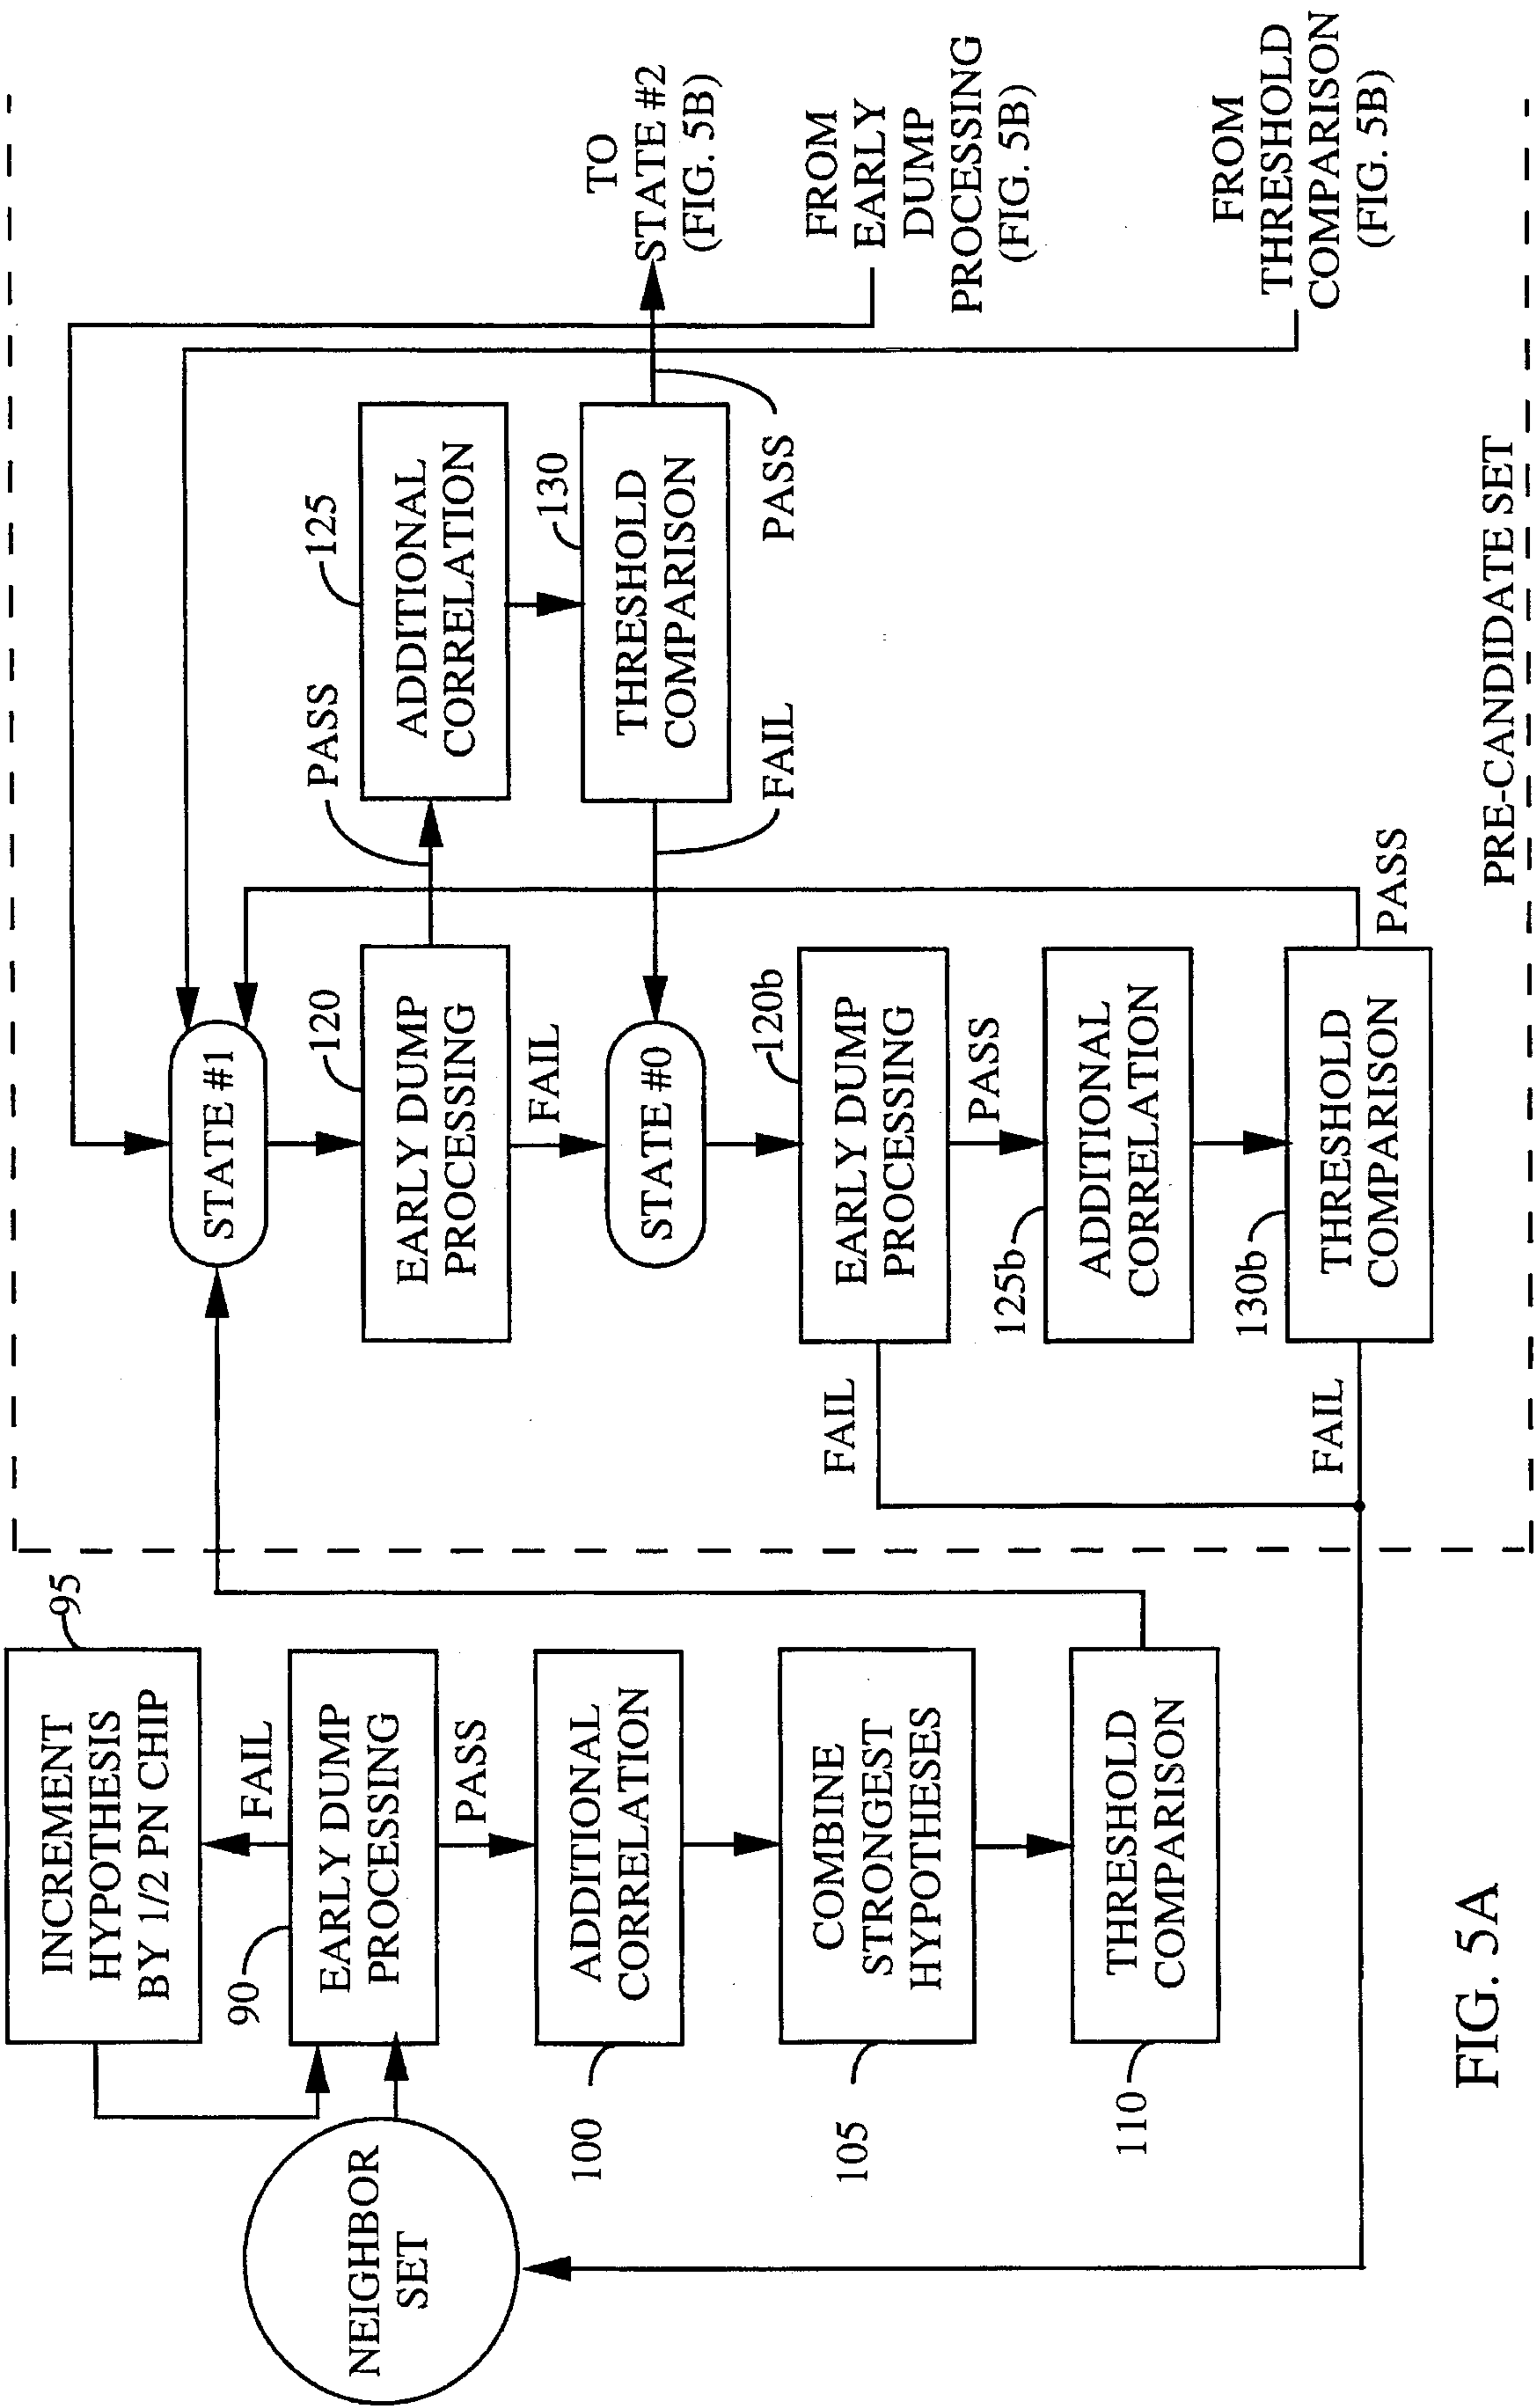 NEIGHBOR
SET
INCREMENT
HYPOTHESIS
BY 1/2 PN CHIP
95
FAIL
90
EARLY DUMP
PROCESSING
PASS
100
ADDITIONAL
CORRELATION
105
COMBINE
STRONGEST
HYPOTHESES
110
THRESHOLD
COMPARISON
STATE #1
120
EARLY DUMP
PROCESSING
PASS
FAIL
125
ADDITIONAL
CORRELATION
130
THRESHOLD
COMPARISON
FAIL
PASS
STATE #0
120b
EARLY DUMP
PROCESSING
FAIL
PASS
125b
ADDITIONAL
CORRELATION
130b
THRESHOLD
COMPARISON
FAIL
PASS
TO
STATE #2
(FIG. 5B)
FROM
EARLY
DUMP
PROCESSING
(FIG. 5B)
FROM
THRESHOLD
COMPARISON
(FIG. 5B)
PRE-CANDIDATE SET
FIG. 5A